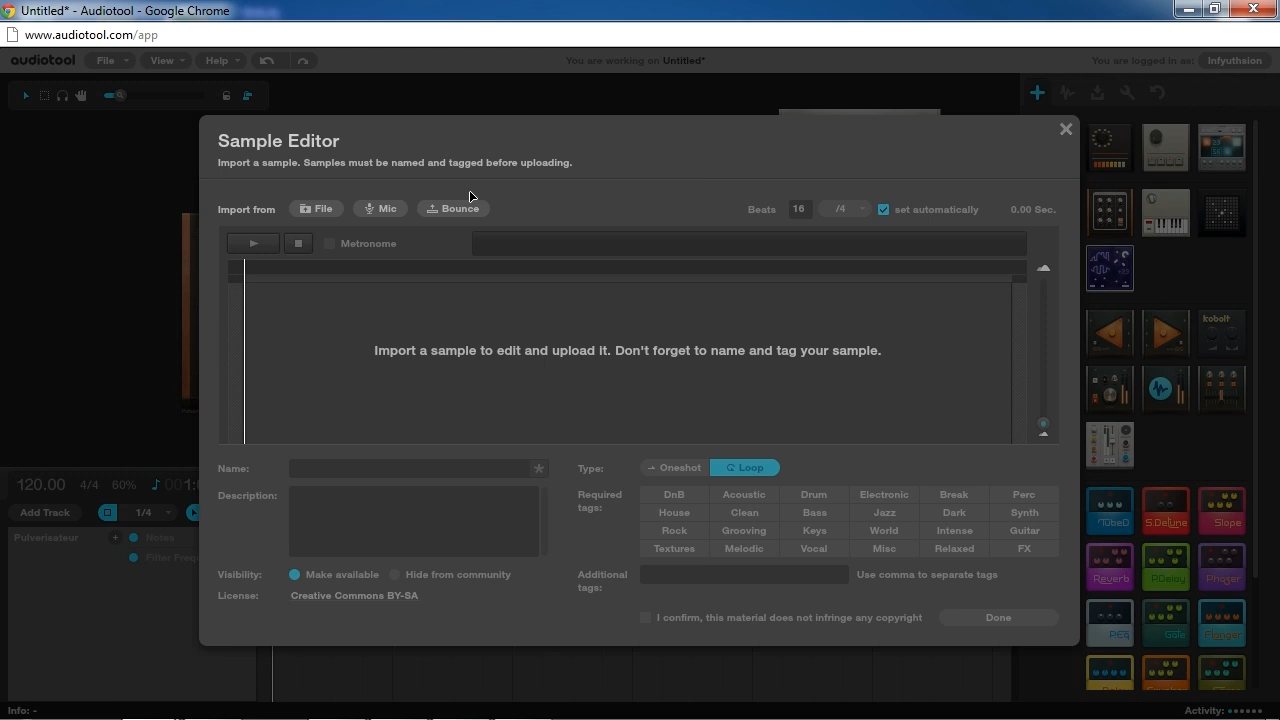 Untitled* - Audiotool - Google Chrome
www.audiotool.com/app
audiotool File View Help You are working on Untitled* You are logged in as: Infyuthsion
Sample Editor
Import a sample. Samples must be named and tagged before uploading.
Import from File Mic Bounce Beats 16 /4 set automatically 0.00 Sec.
Metronome
Import a sample to edit and upload it. Don't forget to name and tag your sample.
Name: Type: Oneshot Loop
Description: Required tags:
DnB Acoustic Drum Electronic Break Perc
House Clean Bass Jazz Dark Synth
Rock Grooving Keys World Intense Guitar
Textures Melodic Vocal Misc Relaxed FX
Visibility: Make available Hide from community Additional tags: Use comma to separate tags
License: Creative Commons BY-SA
I confirm, this material does not infringe any copyright Done
120.00 4/4 60%
Add Track 1/4
Pulverisateur + Notes
kobolt
TubeD S.Detune Slope
Reverb P.Delay Phaser
PEQ Gate Flanger
Info: - Activity: